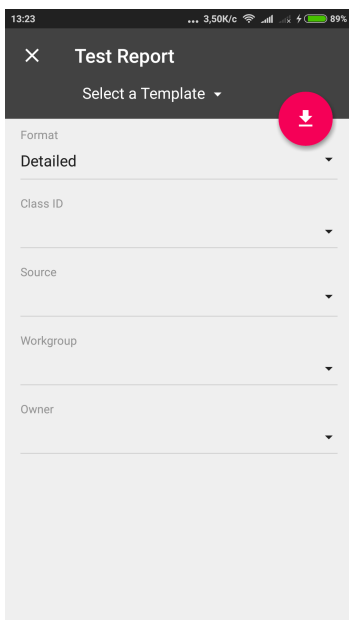 13:23 ... 3,50K/c 89%
Test Report
Select a Template
Format
Detailed
Class ID
Source
Workgroup
Owner